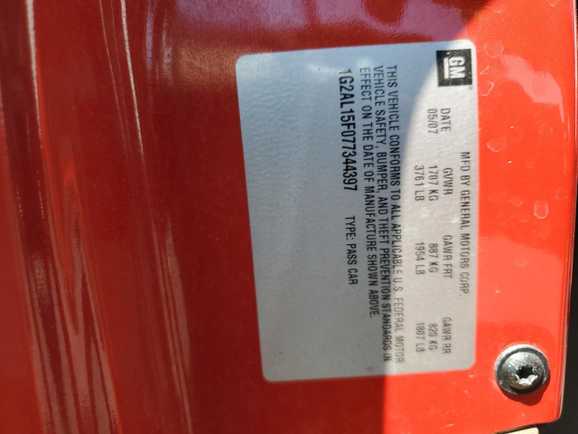 GM
MFD BY GENERAL MOTORS CORP.
DATE GVWR GAWR FRT GAWR RR
05/07 1707 KG 887 KG 820 KG
3761 LB 1954 LB 1807 LB
THIS VEHICLE CONFORMS TO ALL APPLICABLE U.S. FEDERAL MOTOR
VEHICLE SAFETY, BUMPER, AND THEFT PREVENTION STANDARDS IN
EFFECT ON THE DATE OF MANUFACTURE SHOWN ABOVE.
1G2AL15F077344397 TYPE: PASS CAR